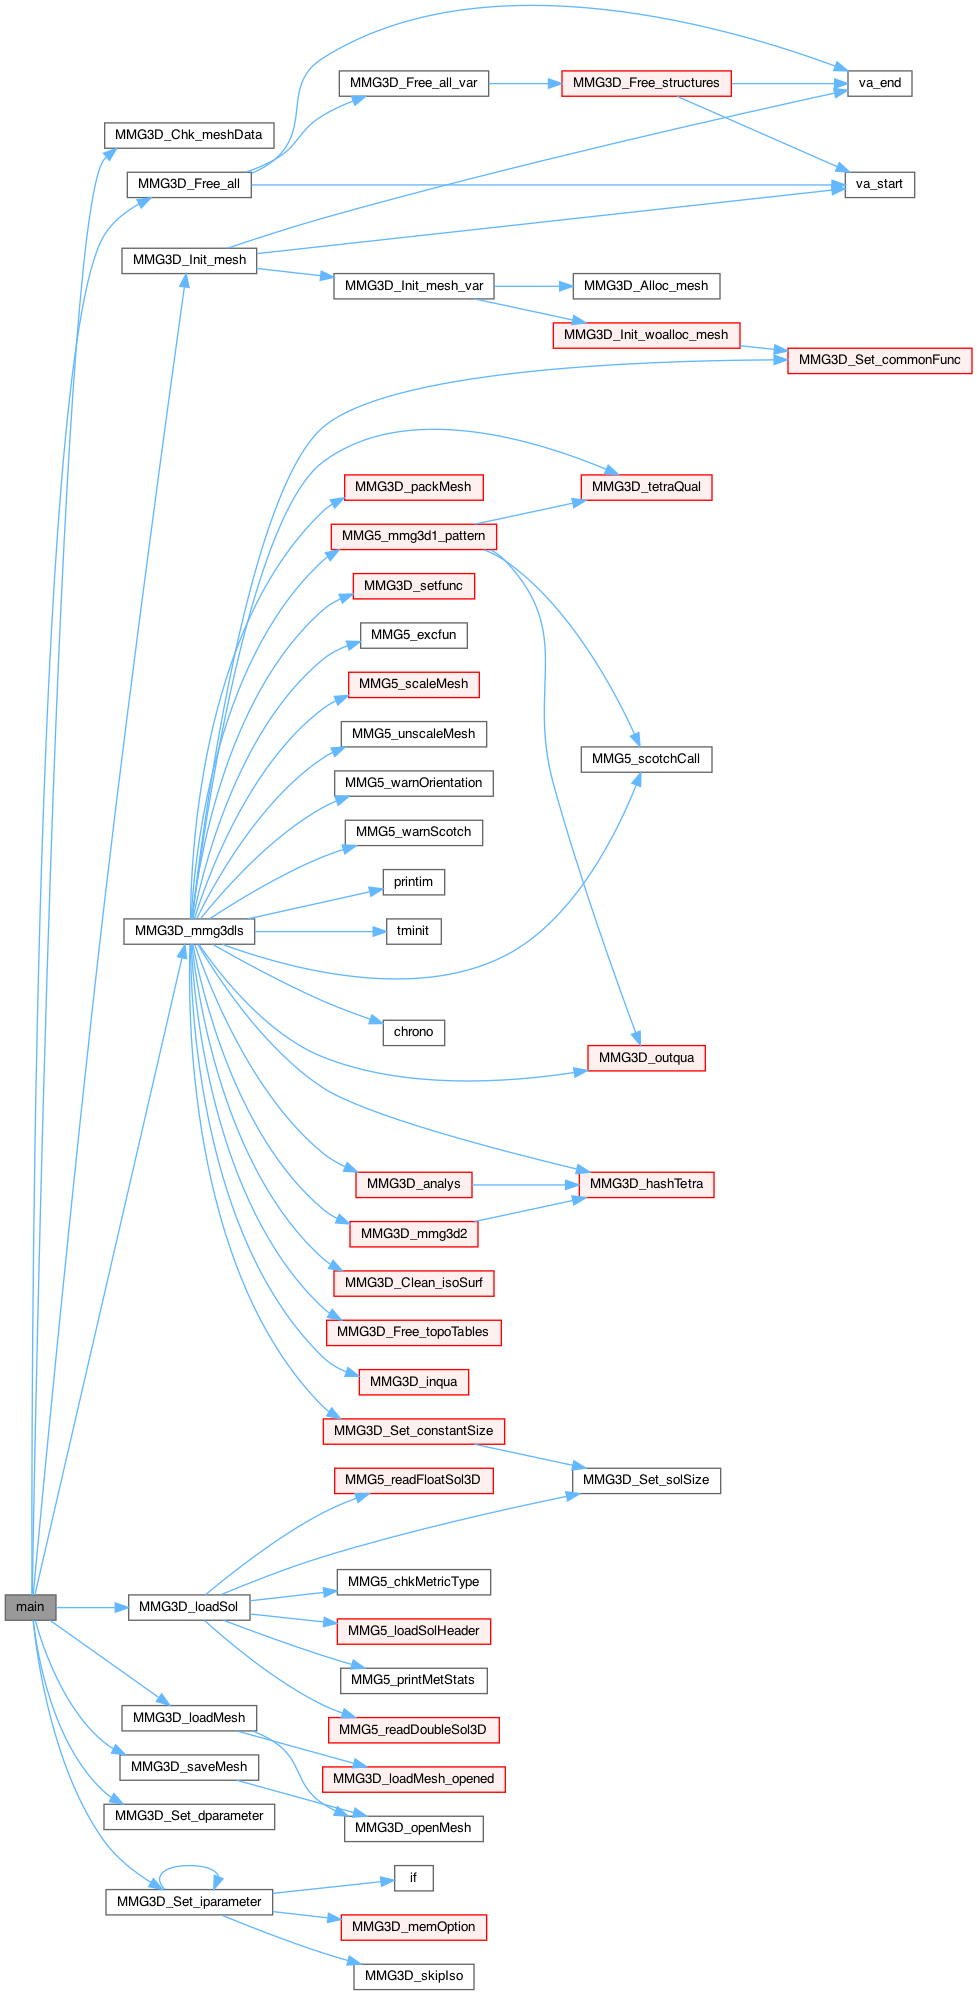 MMG3D_Free_all_var
MMG3D_Free_structures
va_end
MMG3D_Chk_meshData
MMG3D_Free_all
va_start
MMG3D_Init_mesh
MMG3D_Init_mesh_var
MMG3D_Alloc_mesh
MMG3D_Init_woalloc_mesh
MMG3D_Set_commonFunc
MMG3D_packMesh
MMG3D_tetraQual
MMG5_mmg3d1_pattern
MMG3D_setfunc
MMG5_excfun
MMG5_scaleMesh
MMG5_unscaleMesh
MMG5_scotchCall
MMG5_warnOrientation
MMG5_warnScotch
printim
MMG3D_mmg3dls
tminit
chrono
MMG3D_outqua
MMG3D_analys
MMG3D_hashTetra
MMG3D_mmg3d2
MMG3D_Clean_isoSurf
MMG3D_Free_topoTables
MMG3D_inqua
MMG3D_Set_constantSize
MMG5_readFloatSol3D
MMG3D_Set_solSize
MMG5_chkMetricType
main
MMG3D_loadSol
MMG5_loadSolHeader
MMG5_printMetStats
MMG3D_loadMesh
MMG5_readDoubleSol3D
MMG3D_saveMesh
MMG3D_loadMesh_opened
MMG3D_Set_dparameter
MMG3D_openMesh
if
MMG3D_Set_iparameter
MMG3D_memOption
MMG3D_skipIso